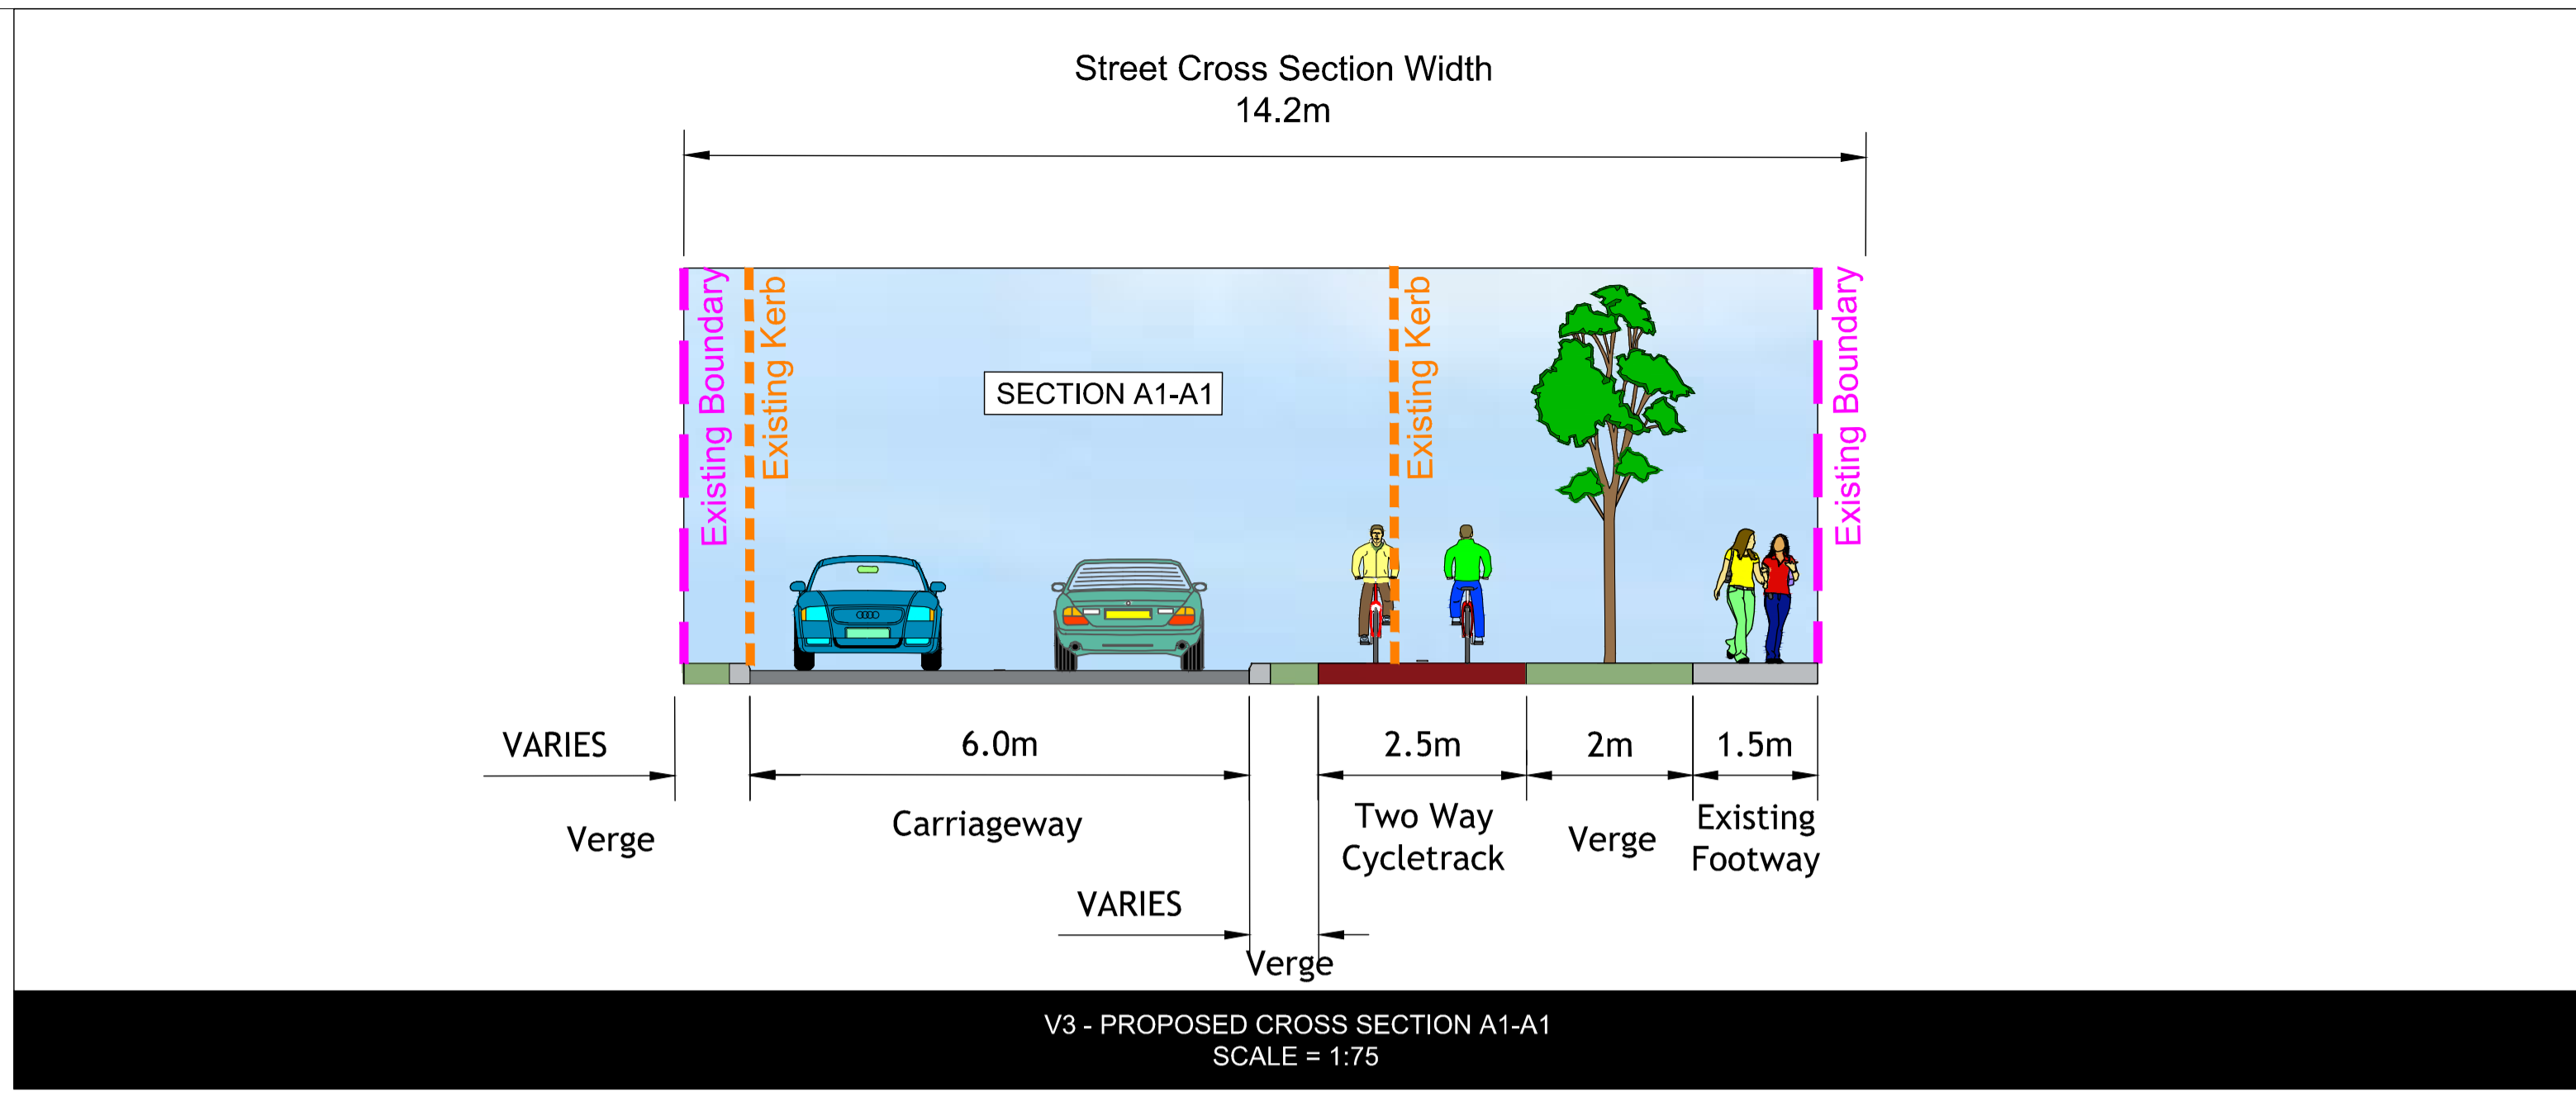 Street Cross Section Width
14.2m
Existing Boundary
Existing Kerb
SECTION A1-A1
Existing Kerb
Existing Boundary
VARIES
6.0m
2.5m
2m
1.5m
Verge
Carriageway
Two Way
Cycletrack
Verge
Existing
Footway
VARIES
Verge
V3 - PROPOSED CROSS SECTION A1-A1
SCALE = 1:75